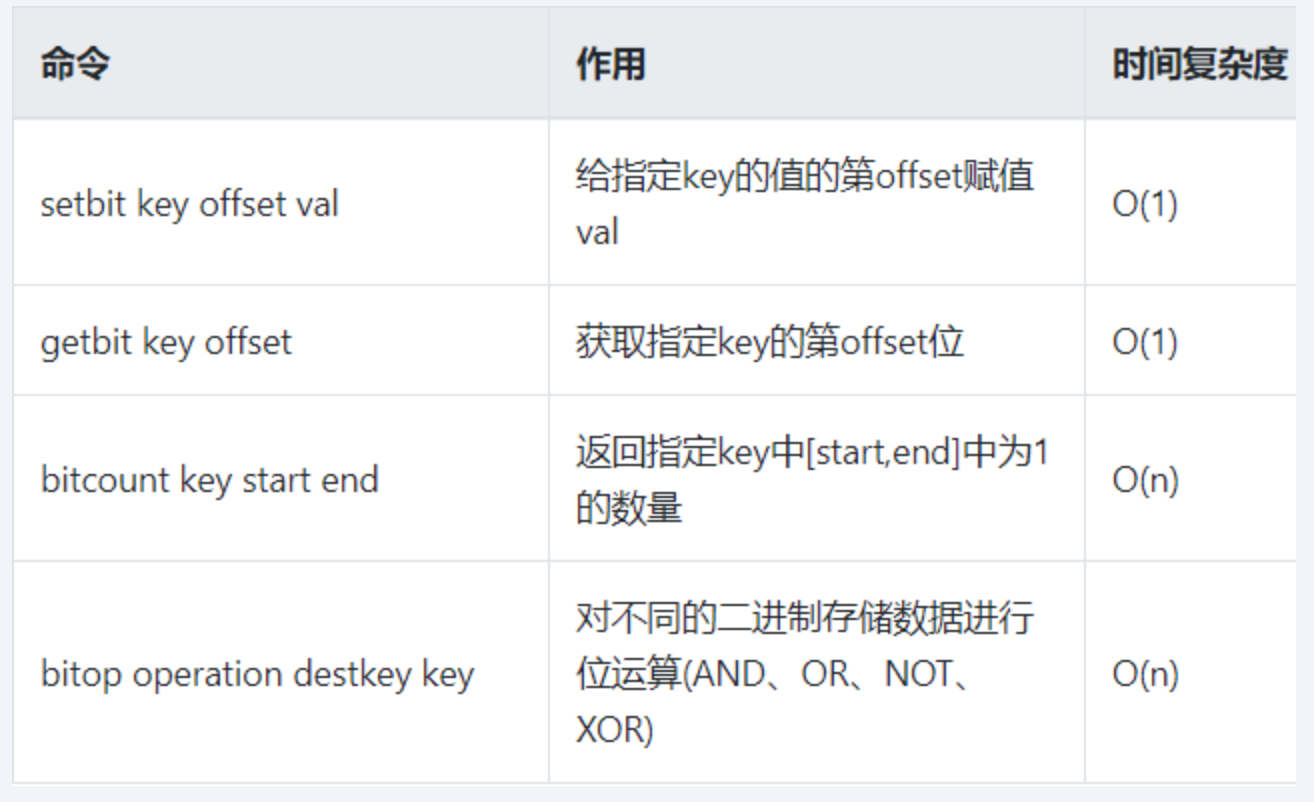 命令 作用 时间复杂度
setbit key offset val 给指定key的值的第offset赋值
val O(1)
getbit key offset 获取指定key的第offset位 O(1)
bitcount key start end 返回指定key中[start,end]中为1
的数量 O(n)
bitop operation destkey key 对不同的二进制存储数据进行
位运算(AND、OR、NOT、
XOR) O(n)